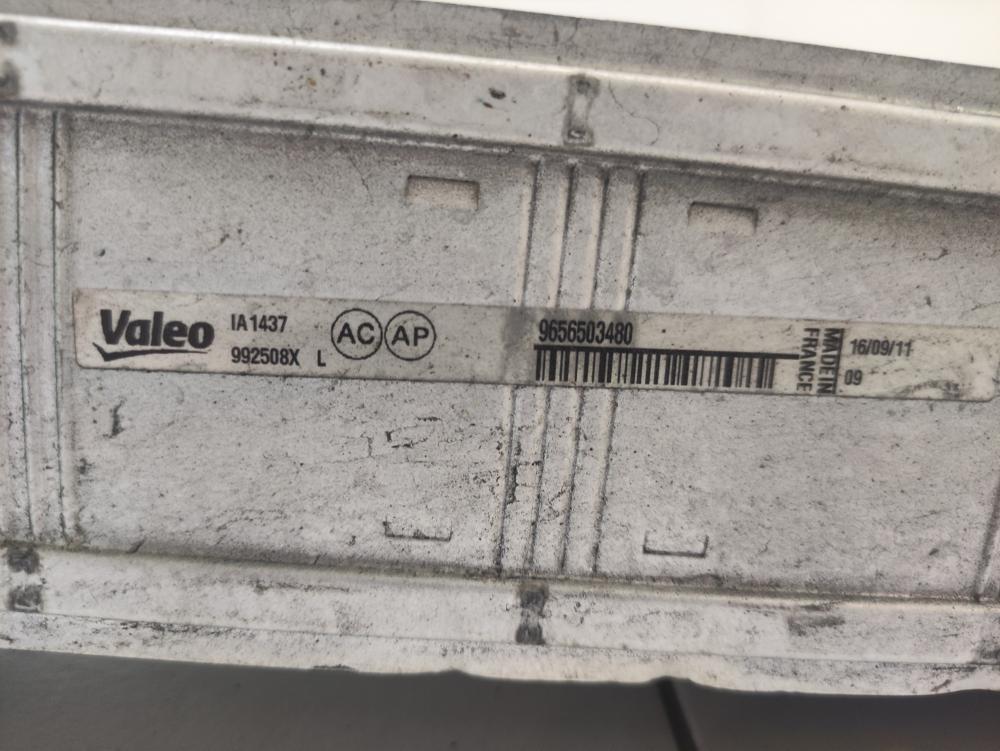 Valeo
IA1437
992508X L
AC AP
9656503480
MADE IN
FRANCE
16/09/11
09